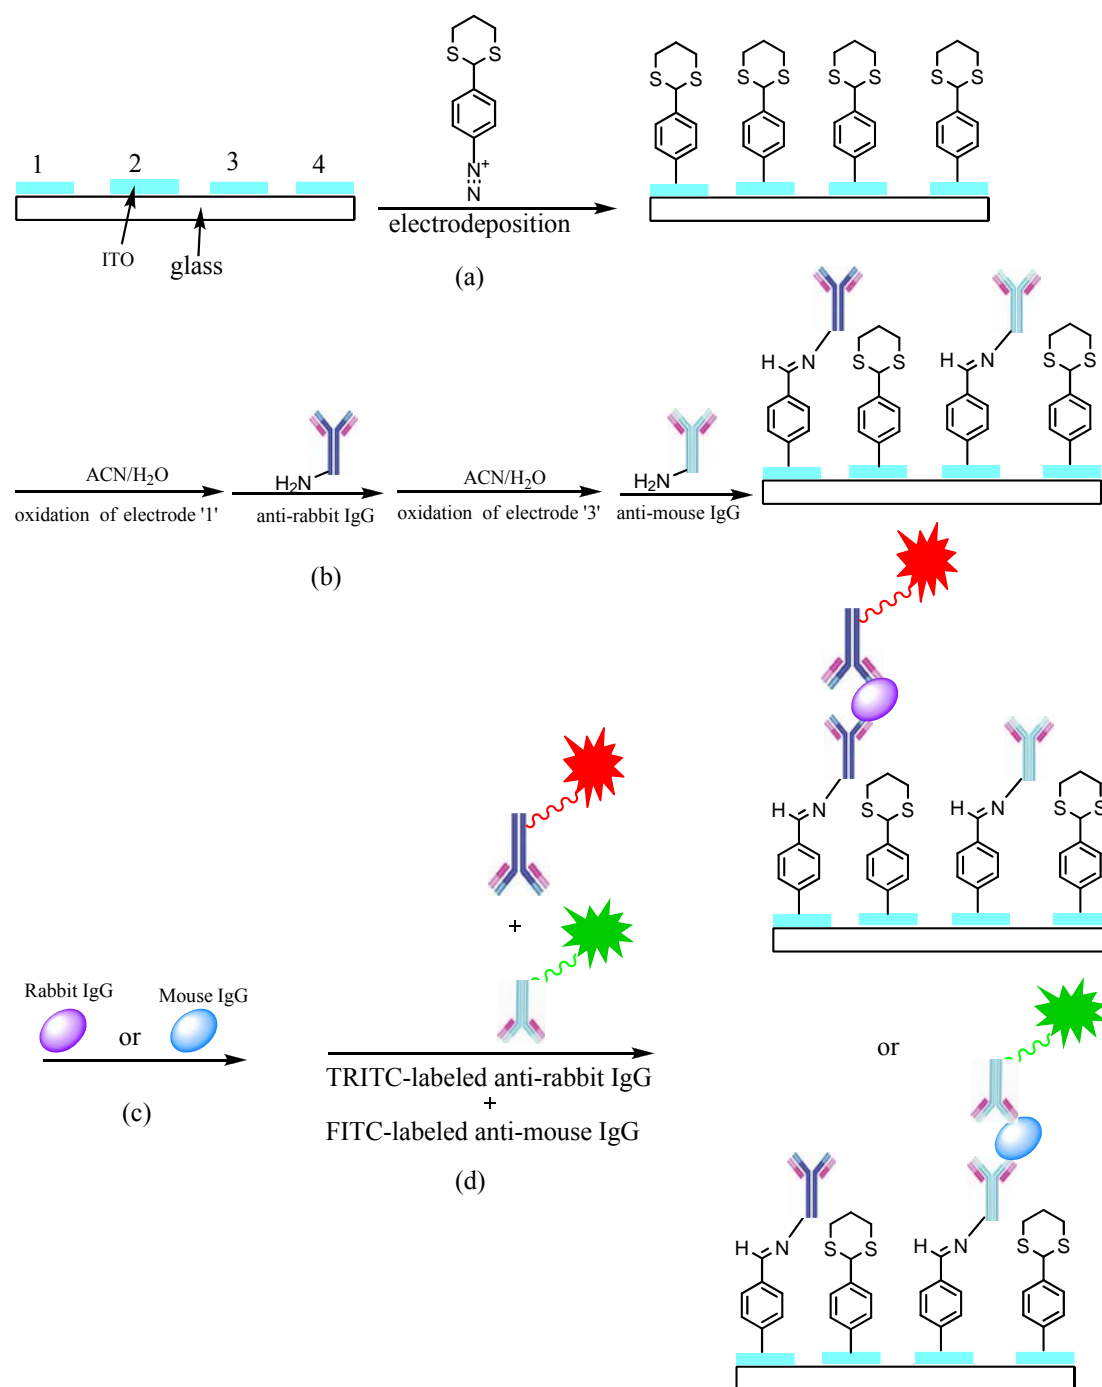 S S
N+
N
S S S S S S S S
1 2 3 4
electrodeposition
ITO
glass
(a)
H N S S H N S S
H2N
H2N
ACN/H2O
oxidation of electrode '1'
anti-rabbit IgG
ACN/H2O
oxidation of electrode '3'
anti-mouse IgG
(b)
H N S S H N S S
+
Rabbit IgG
or
Mouse IgG
(c)
TRITC-labeled anti-rabbit IgG
+
FITC-labeled anti-mouse IgG
(d)
or
H N S S H N S S